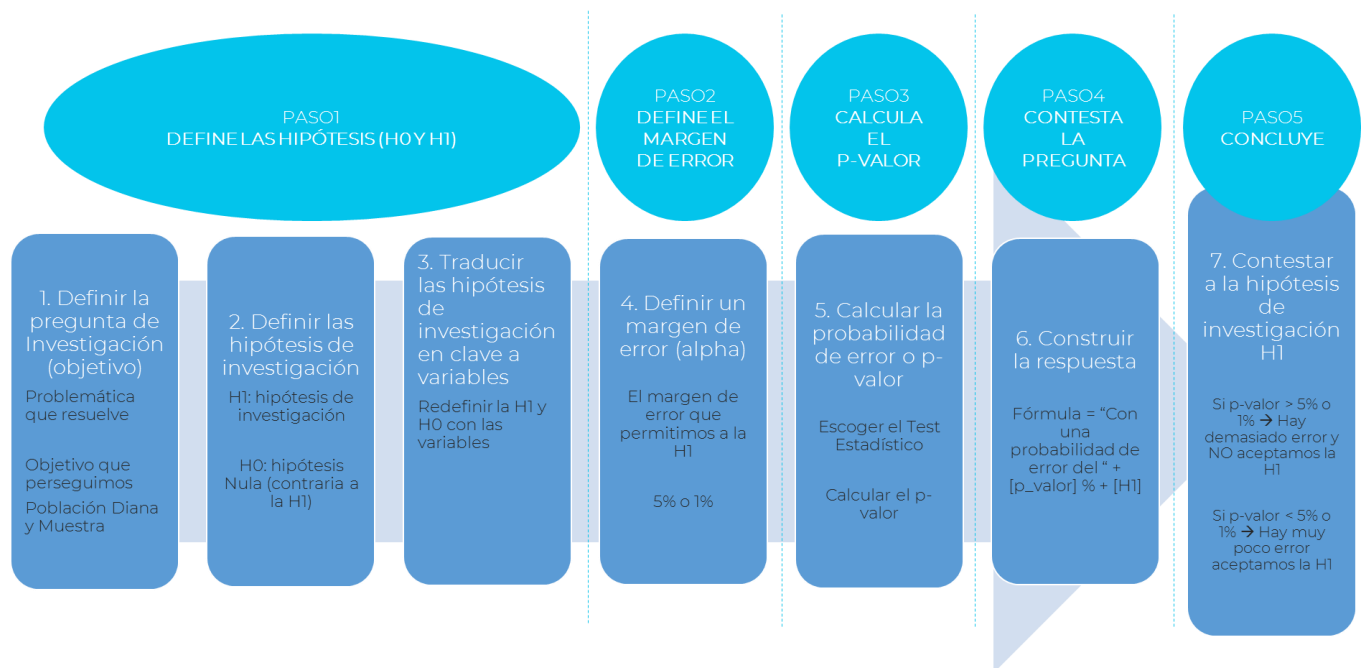 PASO1
DEFINE LAS HIPÓTESIS (H0 Y H1)
PASO2
DEFINE EL
MARGEN
DE ERROR
PASO3
CALCULA
EL
P-VALOR
PASO4
CONTESTA
LA
PREGUNTA
PASO5
CONCLUYE
1. Definir la
pregunta de
Investigación
(objetivo)
Problemática
que resuelve
Objetivo que
perseguimos
Población Diana
y Muestra
2. Definir las
hipótesis de
investigación
H1: hipótesis de
investigación
H0: hipótesis
Nula (contraria a
la H1)
3. Traducir
las hipótesis
de
investigación
en clave a
variables
Redefinir la H1 y
H0 con las
variables
4. Definir un
margen de
error (alpha)
El margen de
error que
permitimos a la
H1
5% o 1%
5. Calcular la
probabilidad
de error o p-
valor
Escoger el Test
Estadístico
Calcular el p-
valor
6. Construir
la respuesta
Fórmula = “Con
una
probabilidad de
error del “ +
[p_valor] % + [H1]
7. Contestar
a la hipótesis
de
investigación
H1
Si p-valor > 5% o
1% → Hay
demasiado error y
NO aceptamos la
H1
Si p-valor < 5% o
1% → Hay muy
poco error
aceptamos la H1